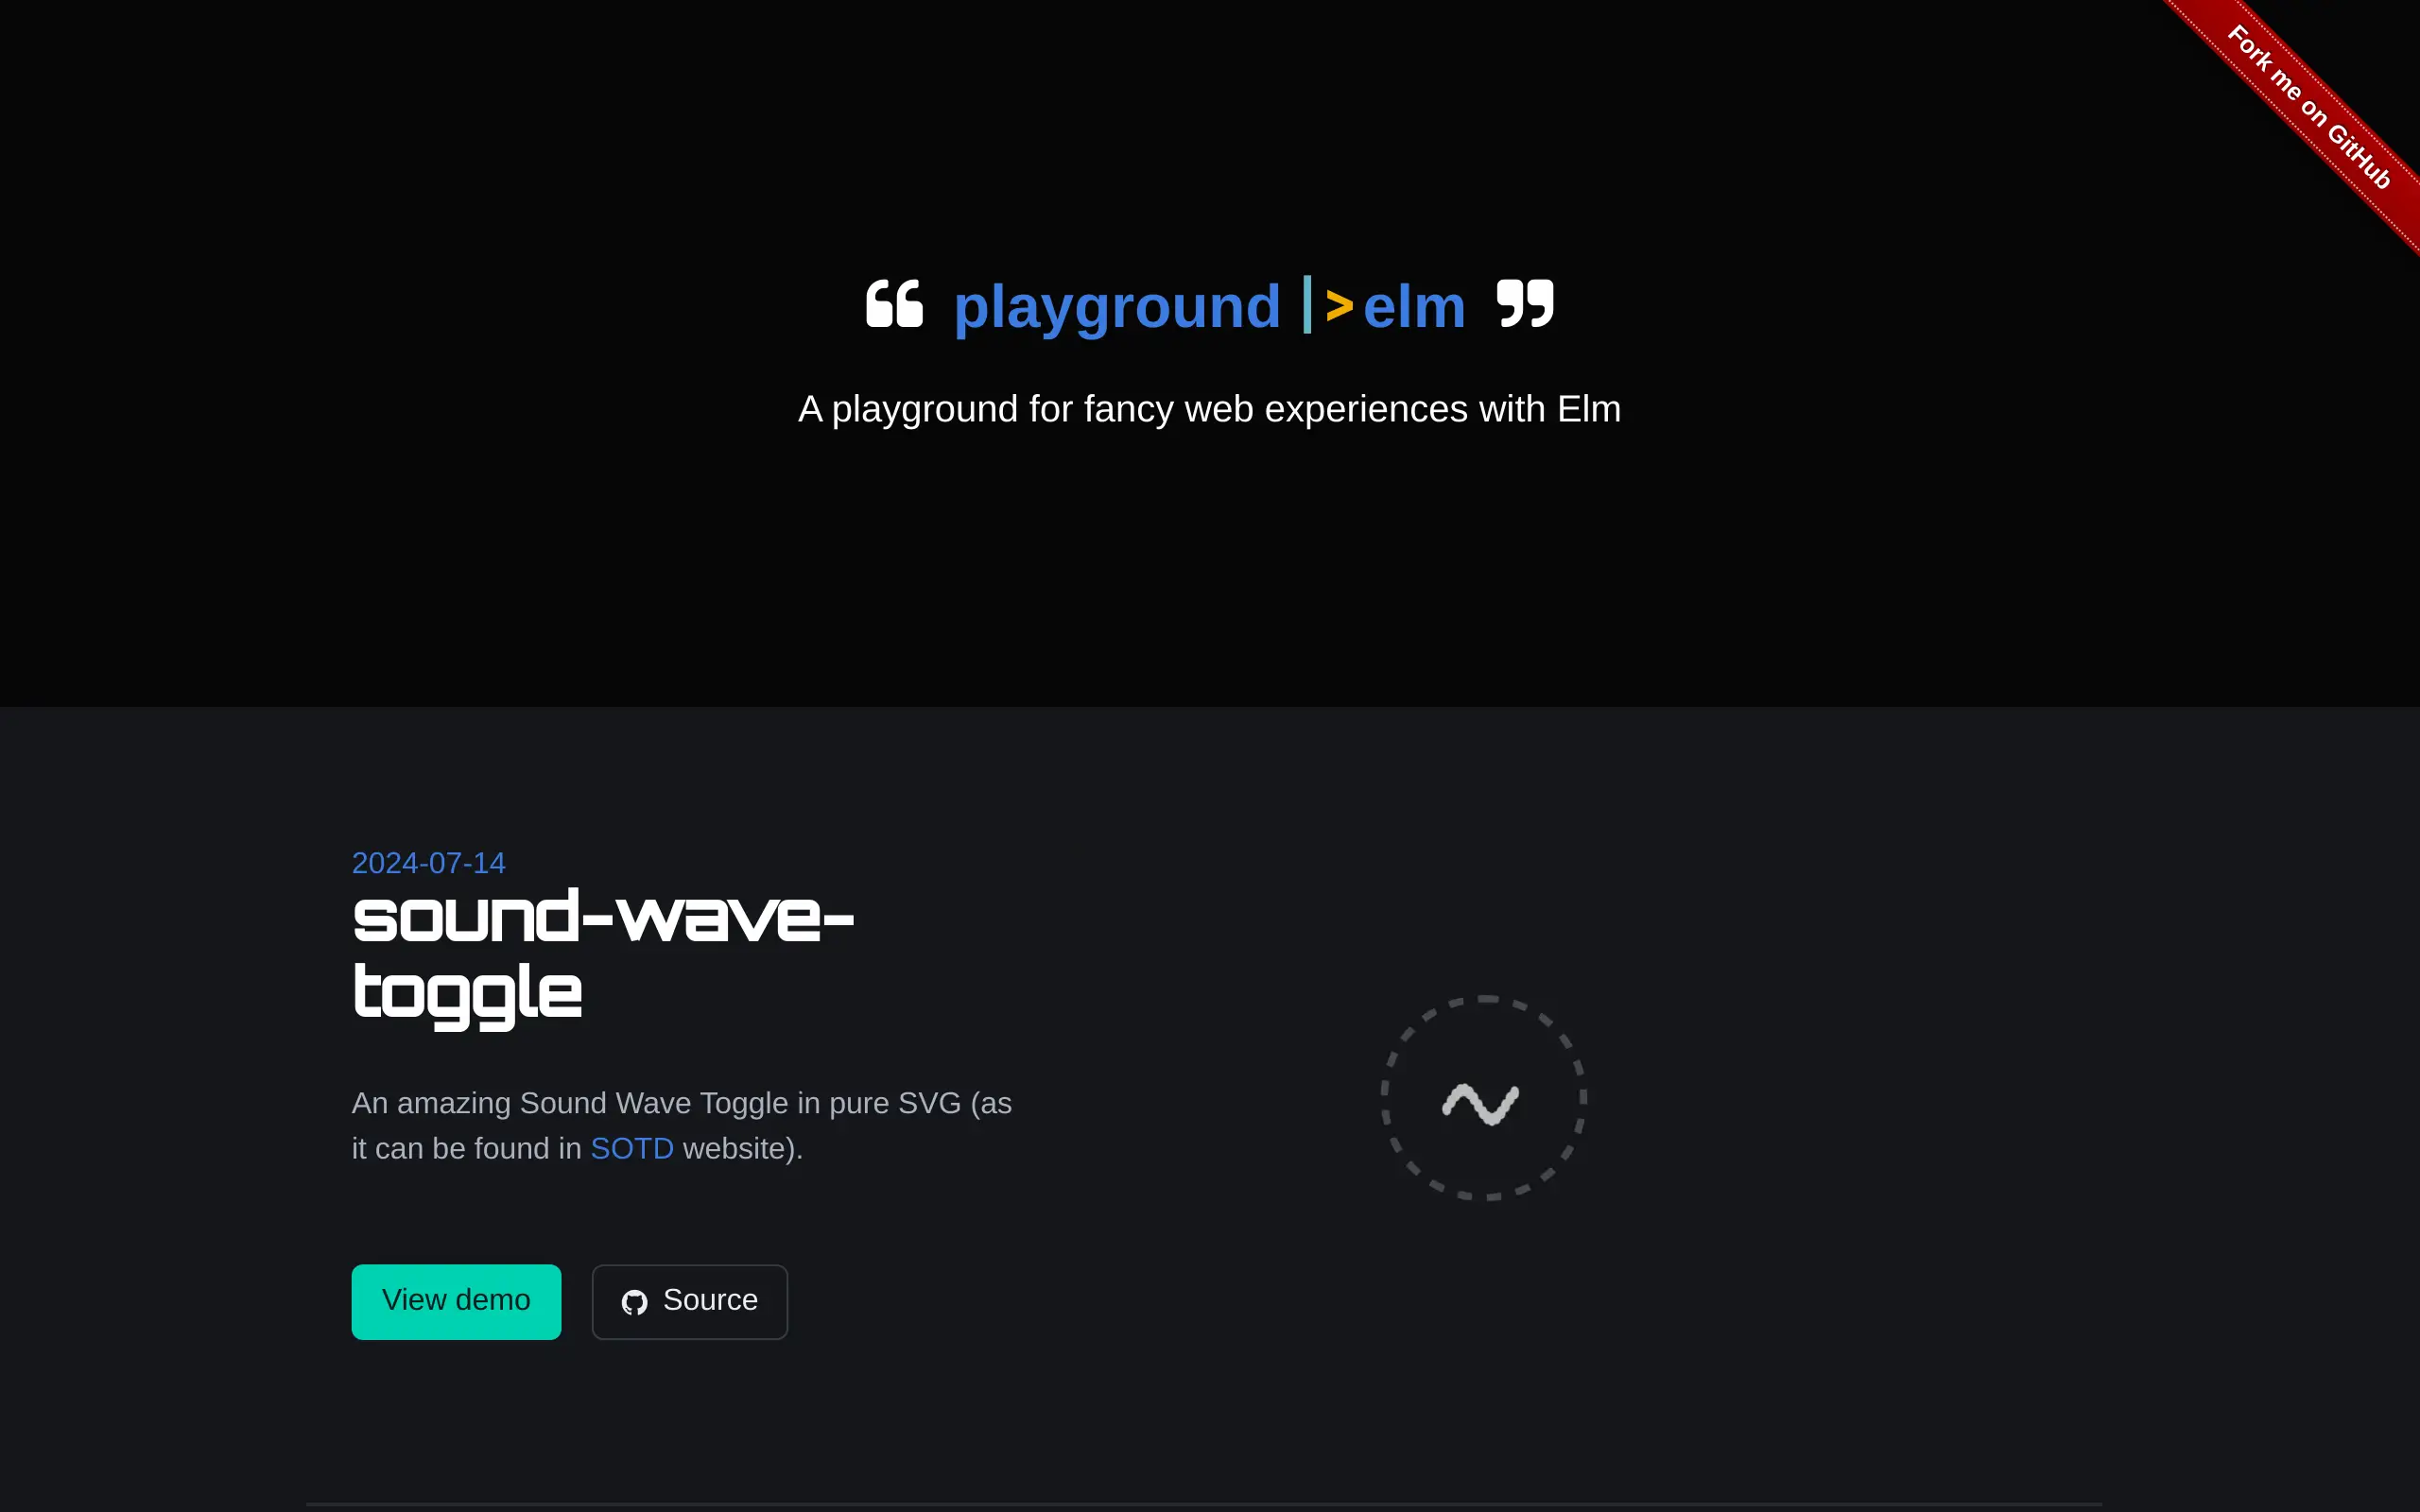 Fork me on GitHub
❝ playground |> elm ❞
A playground for fancy web experiences with Elm
2024-07-14
sound-wave-
toggle
An amazing Sound Wave Toggle in pure SVG (as
it can be found in SOTD website).
View demo
Source